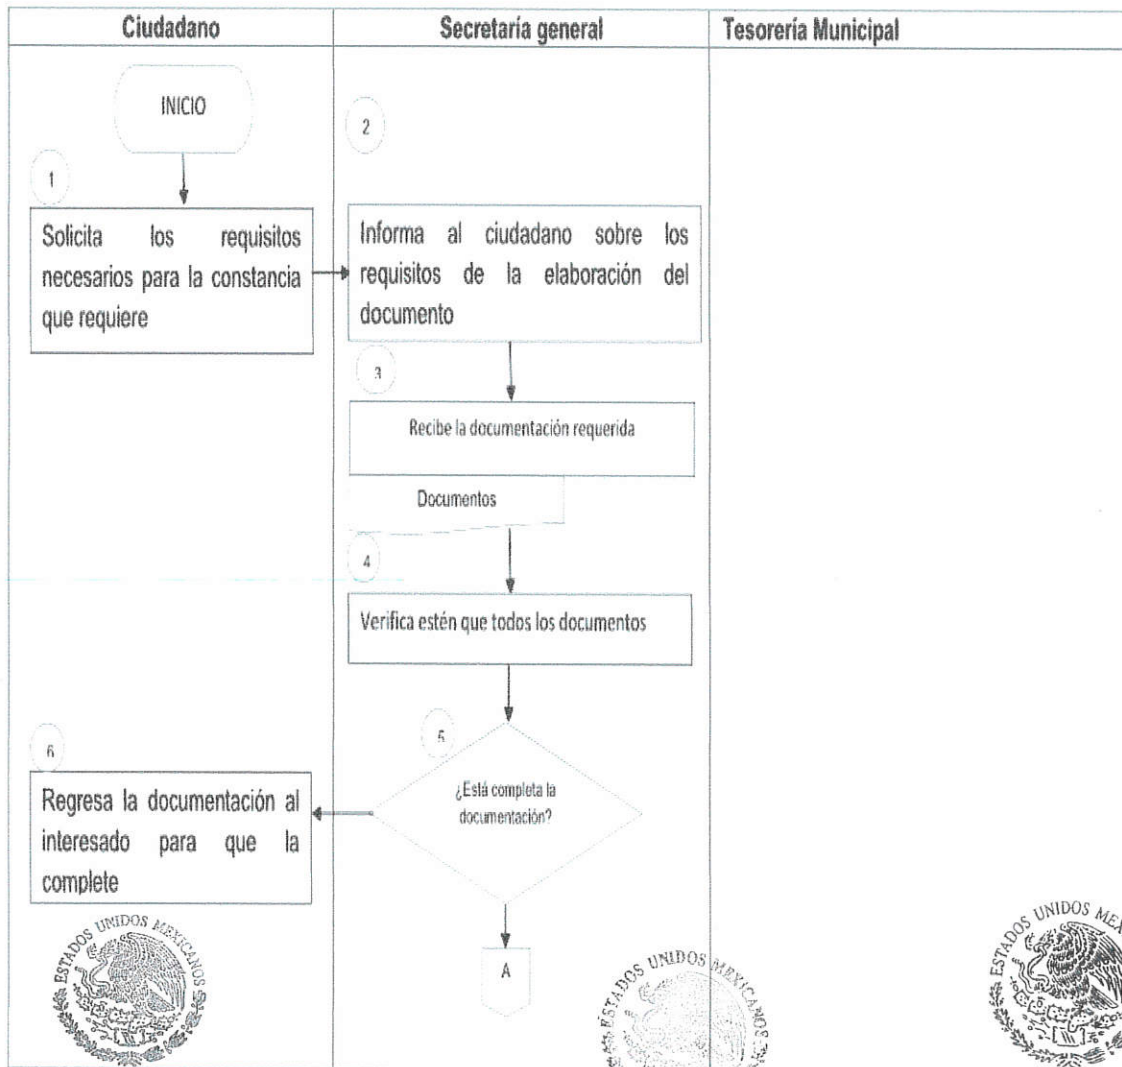 Ciudadano
Secretaría general
Tesorería Municipal
INICIO
1
2
Solicita los requisitos
necesarios para la constancia
que requiere
Informa al ciudadano sobre los
requisitos de la elaboración del
documento
3
Recibe la documentación requerida
Documentos
4
Verifica estén que todos los documentos
5
¿Está completa la
documentación?
6
Regresa la documentación al
interesado para que la
complete
A
ESTADOS UNIDOS MEXICANOS
ESTADOS UNIDOS MEXICANOS
ESTADOS UNIDOS MEX